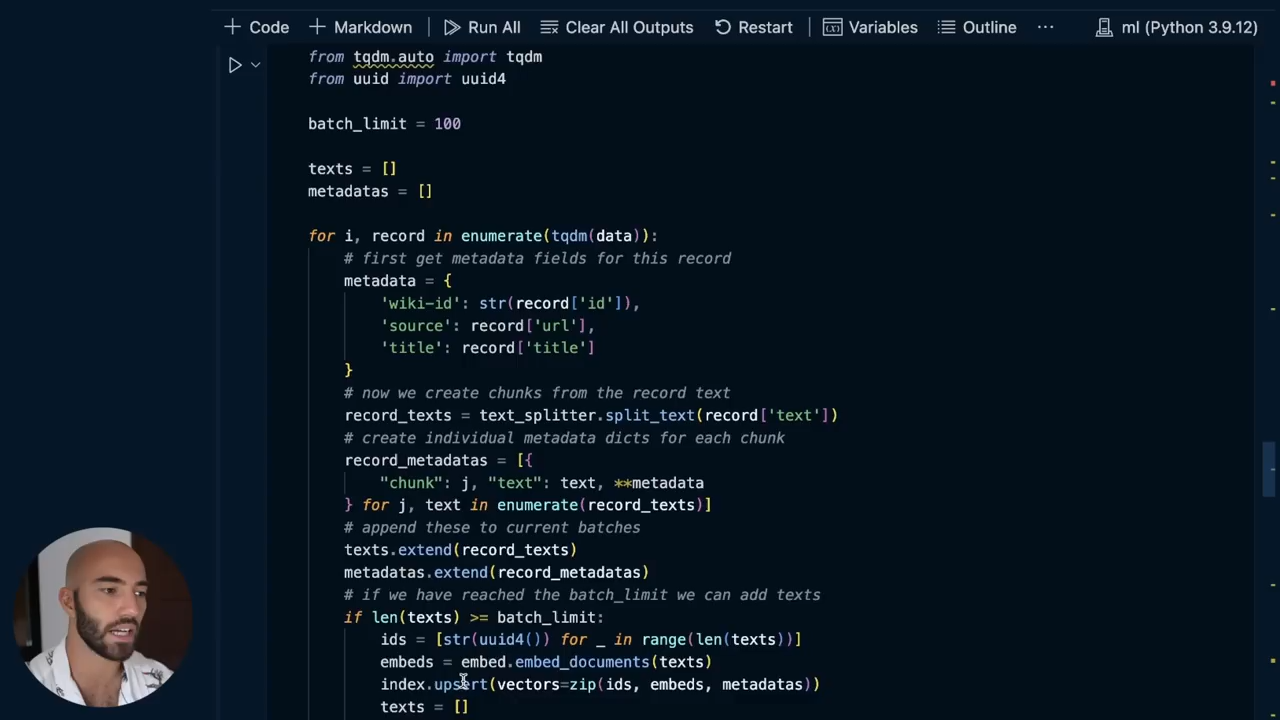 Code Markdown Run All Clear All Outputs Restart Variables Outline ··· ml (Python 3.9.12)
from tqdm.auto import tqdm
from uuid import uuid4
batch_limit = 100
texts = []
metadatas = []
for i, record in enumerate(tqdm(data)):
# first get metadata fields for this record
metadata = {
'wiki-id': str(record['id']),
'source': record['url'],
'title': record['title']
}
# now we create chunks from the record text
record_texts = text_splitter.split_text(record['text'])
# create individual metadata dicts for each chunk
record_metadatas = [{
"chunk": j, "text": text, **metadata
} for j, text in enumerate(record_texts)]
# append these to current batches
texts.extend(record_texts)
metadatas.extend(record_metadatas)
# if we have reached the batch_limit we can add texts
if len(texts) >= batch_limit:
ids = [str(uuid4()) for _ in range(len(texts))]
embeds = embed.embed_documents(texts)
index.upsert(vectors=zip(ids, embeds, metadatas))
texts = []